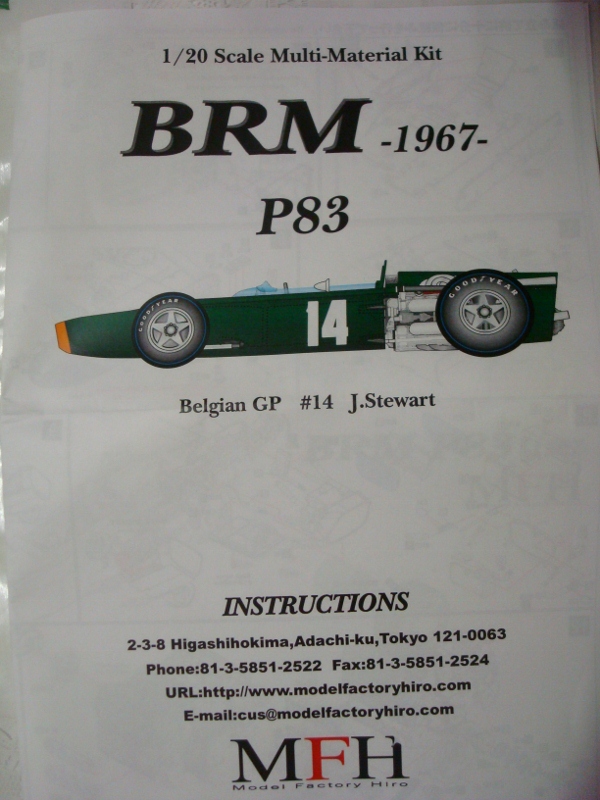 1/20 Scale Multi-Material Kit
BRM -1967-
P83
GOOD YEAR
14
GOOD YEAR
Belgian GP #14 J.Stewart
INSTRUCTIONS
2-3-8 Higashihokima,Adachi-ku,Tokyo 121-0063
Phone:81-3-5851-2522 Fax:81-3-5851-2524
URL:http://www.modelfactoryhiro.com
E-mail:cus@modelfactoryhiro.com
MFH
Model Factory Hiro